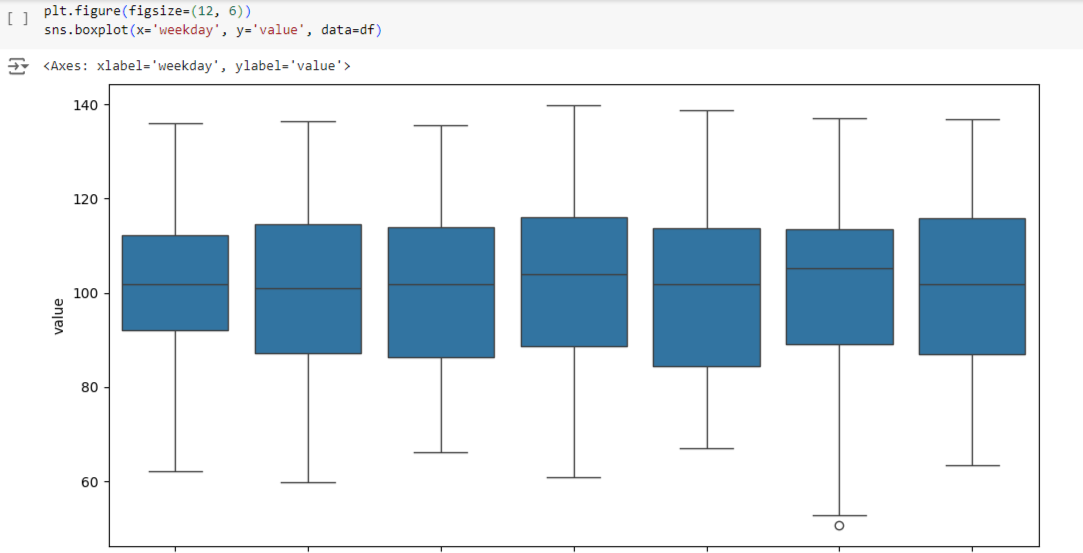 [ ] plt.figure(figsize=(12, 6))
sns.boxplot(x='weekday', y='value', data=df)
<Axes: xlabel='weekday', ylabel='value'>
140
120
100
80
60
value